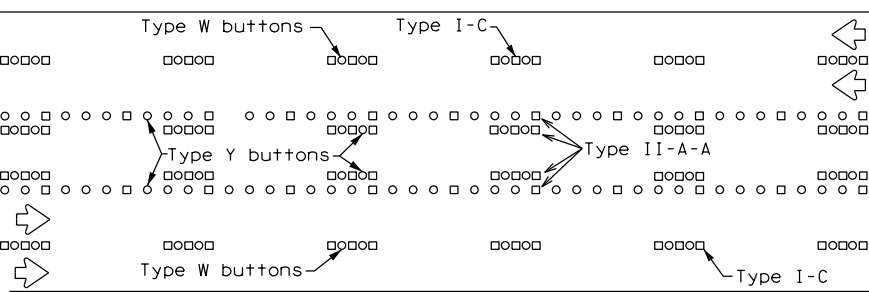 Type W buttons
Type I-C
Type Y buttons
Type II-A-A
Type W buttons
Type I-C